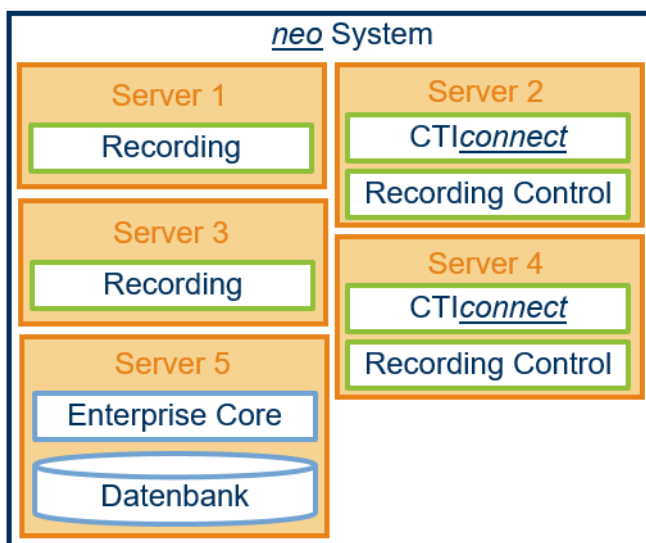 neo System
Server 1
Recording
Server 2
CTIconnect
Recording Control
Server 3
Recording
Server 4
CTIconnect
Recording Control
Server 5
Enterprise Core
Datenbank